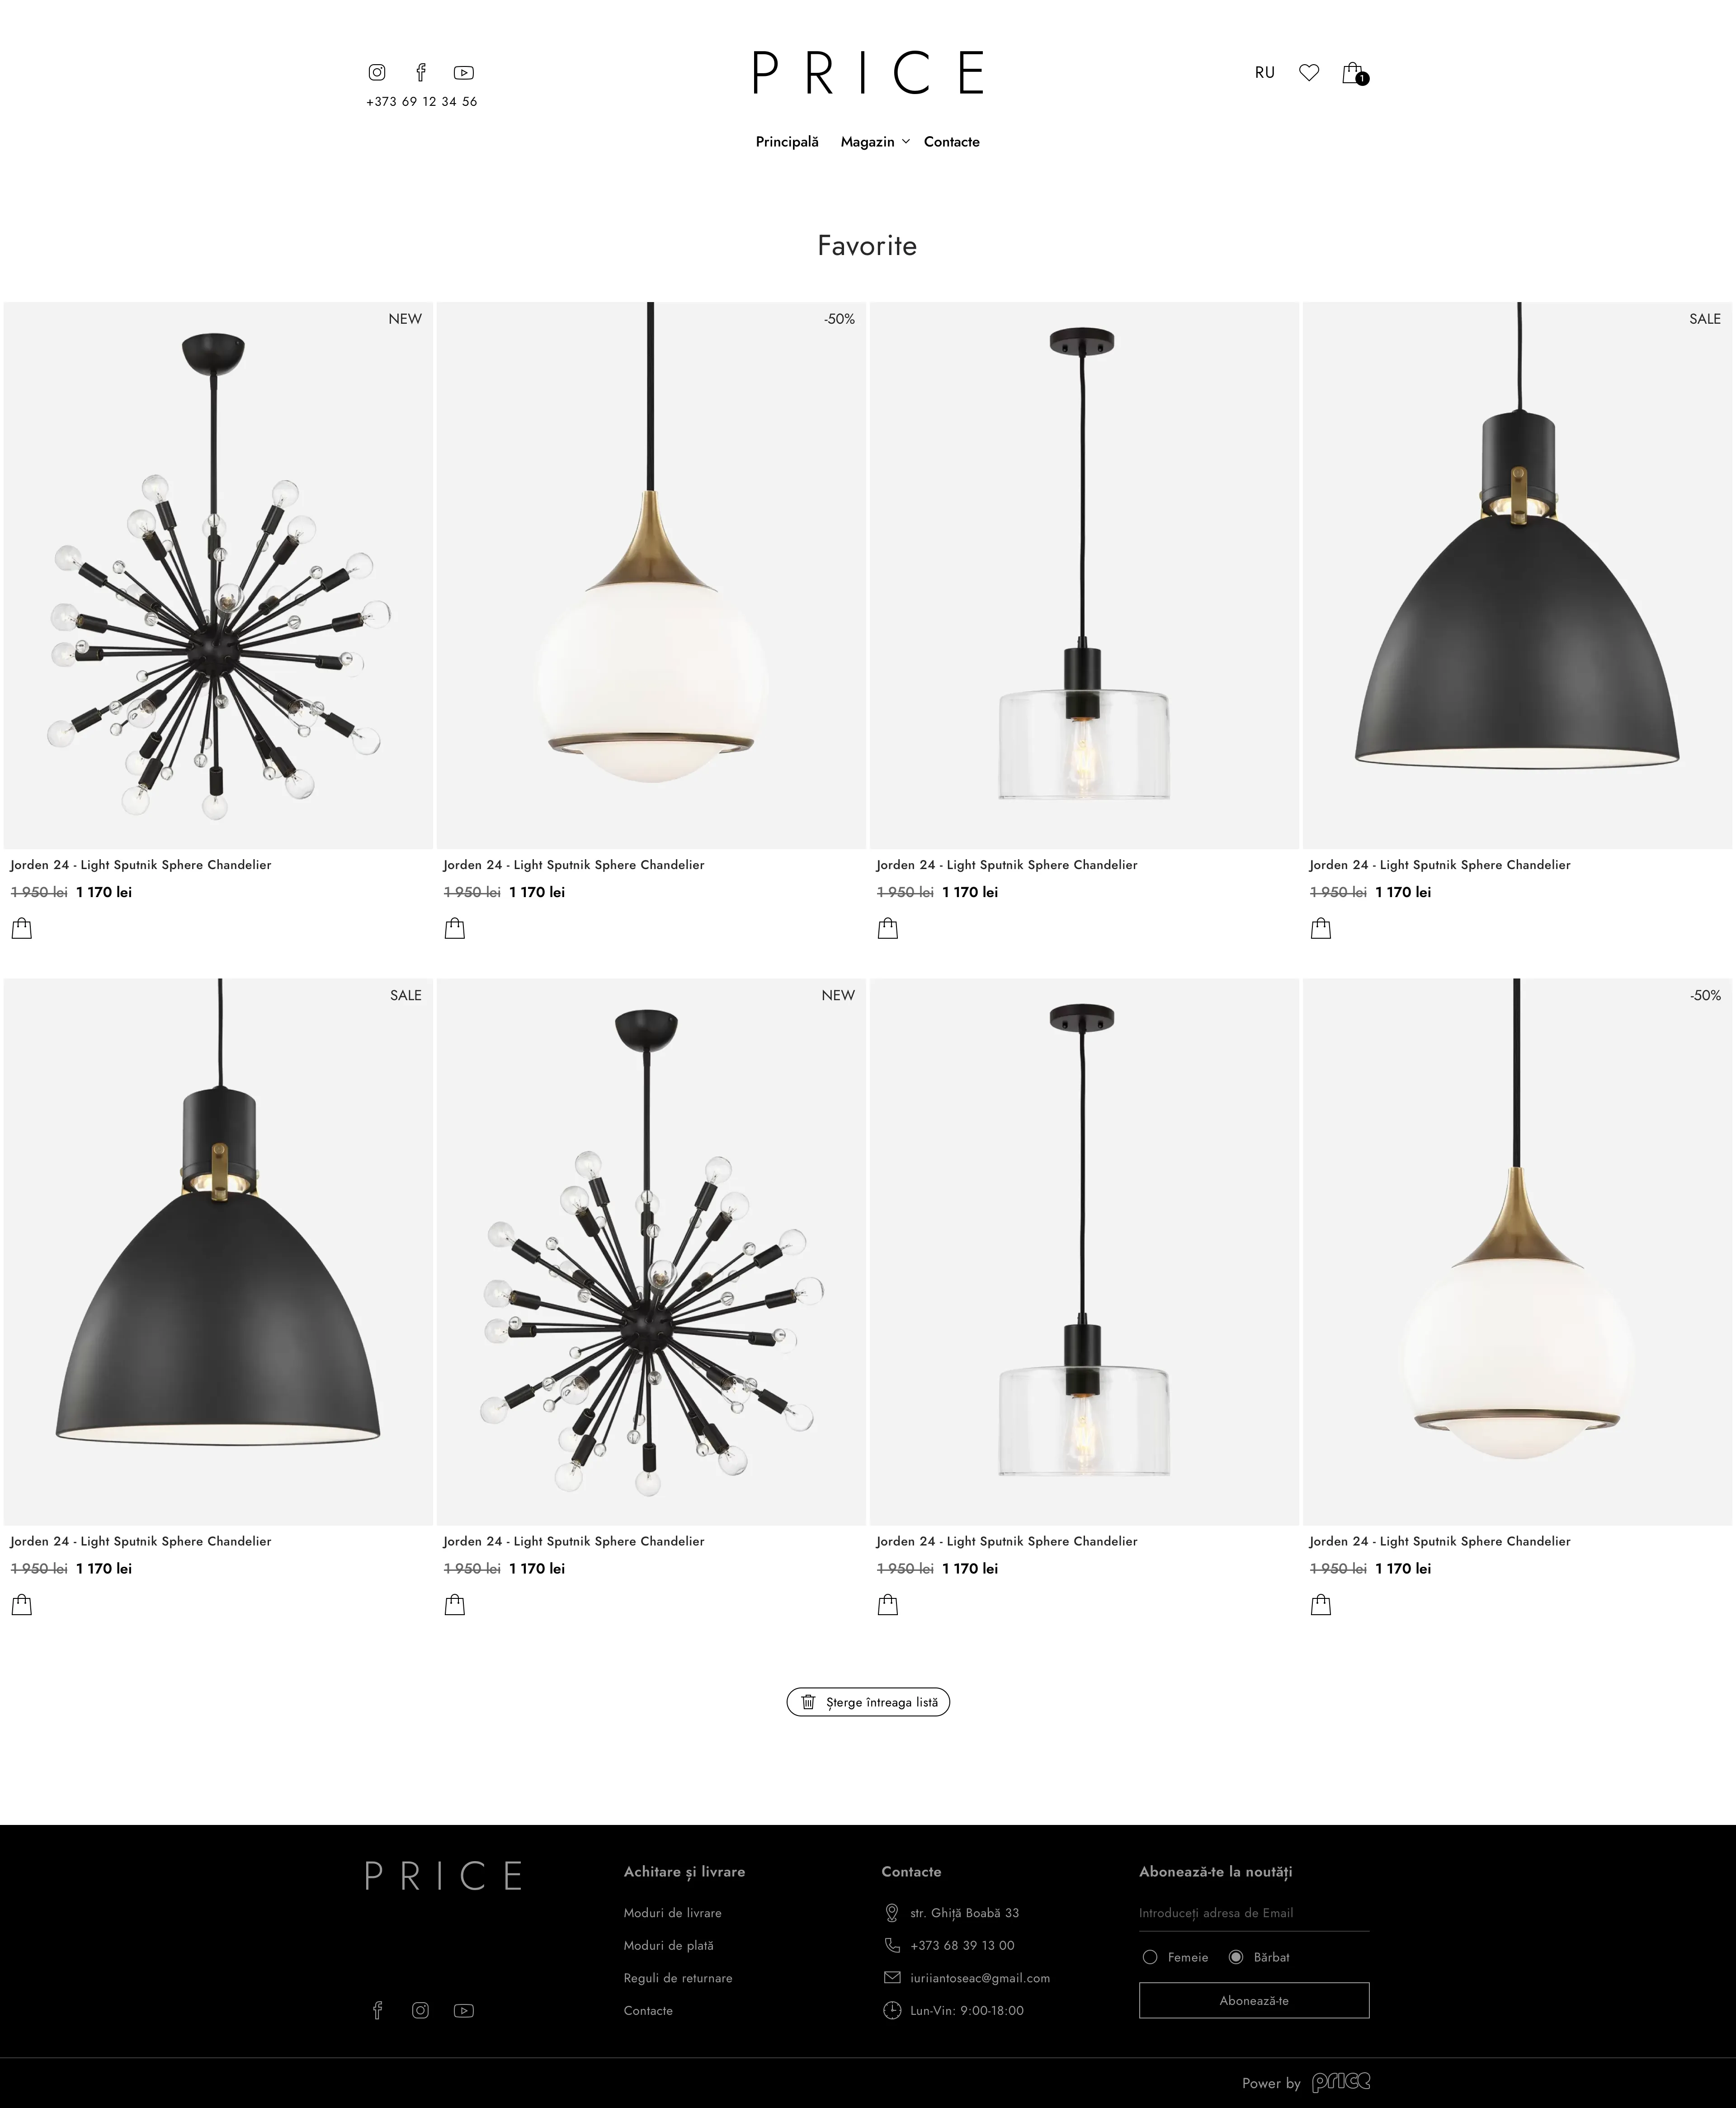 PRICE
RU
1
+373 69 12 34 56
Principală Magazin Contacte
Favorite
NEW
-50%
SALE
Jorden 24 - Light Sputnik Sphere Chandelier
1 950 lei 1 170 lei
Jorden 24 - Light Sputnik Sphere Chandelier
1 950 lei 1 170 lei
Jorden 24 - Light Sputnik Sphere Chandelier
1 950 lei 1 170 lei
Jorden 24 - Light Sputnik Sphere Chandelier
1 950 lei 1 170 lei
SALE
NEW
-50%
Jorden 24 - Light Sputnik Sphere Chandelier
1 950 lei 1 170 lei
Jorden 24 - Light Sputnik Sphere Chandelier
1 950 lei 1 170 lei
Jorden 24 - Light Sputnik Sphere Chandelier
1 950 lei 1 170 lei
Jorden 24 - Light Sputnik Sphere Chandelier
1 950 lei 1 170 lei
Șterge întreaga listă
PRICE
Achitare și livrare
Moduri de livrare
Moduri de plată
Reguli de returnare
Contacte
Contacte
str. Ghiță Boabă 33
+373 68 39 13 00
iuriiantoseac@gmail.com
Lun-Vin: 9:00-18:00
Abonează-te la noutăți
Introduceți adresa de Email
Femeie Bărbat
Abonează-te
Power by price